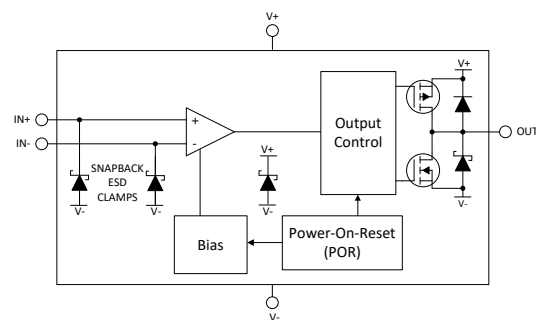 V+
IN+
IN-
+
-
SNAPBACK
ESD
CLAMPS
V-
V-
V+
V-
Output
Control
V+
V-
OUT
Bias
Power-On-Reset
(POR)
V-